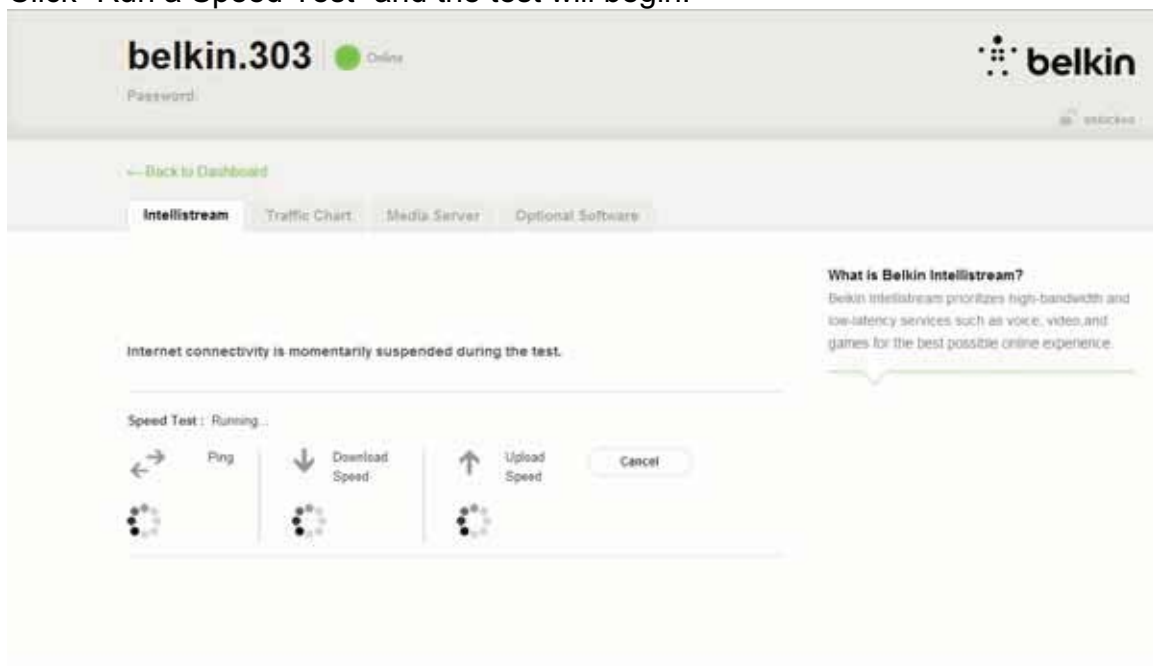 Click "Run a Speed Test" and the test will begin.
belkin.303
Online
belkin
Password:
← Back to Dashboard
Intellistream
Traffic Chart
Media Server
Optional Software
What is Belkin Intellistream?
Belkin Intellistream prioritizes high-bandwidth and
low-latency services such as voice, video,and
games for the best possible online experience.
Internet connectivity is momentarily suspended during the test.
Speed Test : Running...
Ping
Download
Speed
Upload
Speed
Cancel